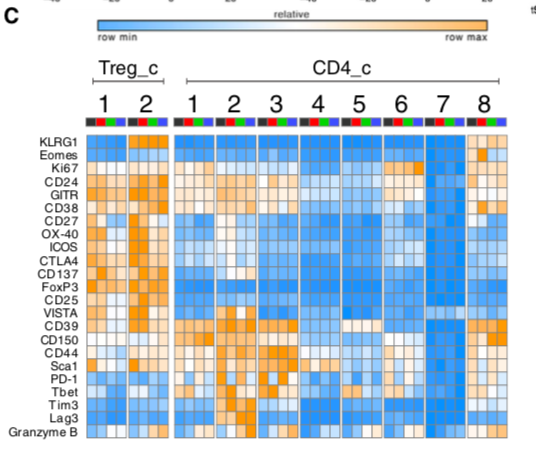 C
relative
row min row max
Treg_c CD4_c
1 2 1 2 3 4 5 6 7 8
KLRG1
Eomes
Ki67
CD24
GITR
CD38
CD27
OX-40
ICOS
CTLA4
CD137
FoxP3
CD25
VISTA
CD39
CD150
CD44
Sca1
PD-1
Tbet
Tim3
Lag3
Granzyme B